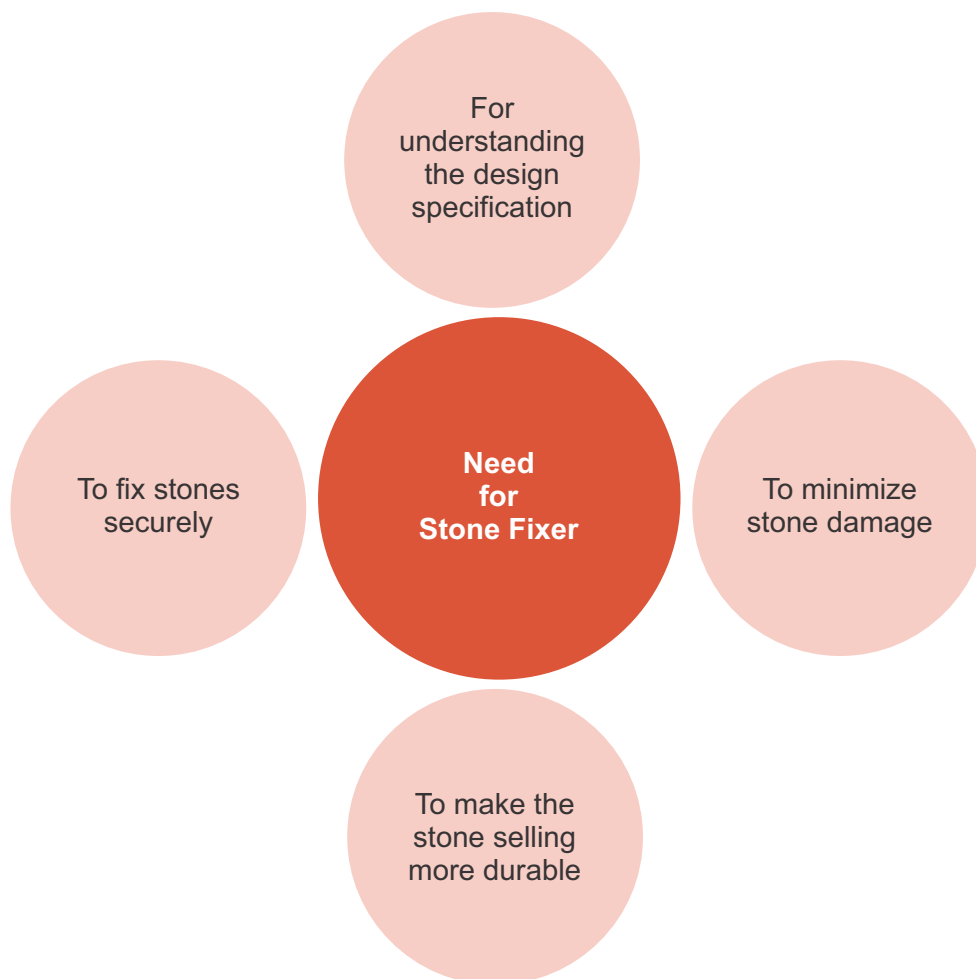 For
understanding
the design
specification
To fix stones
securely
Need
for
Stone Fixer
To minimize
stone damage
To make the
stone selling
more durable